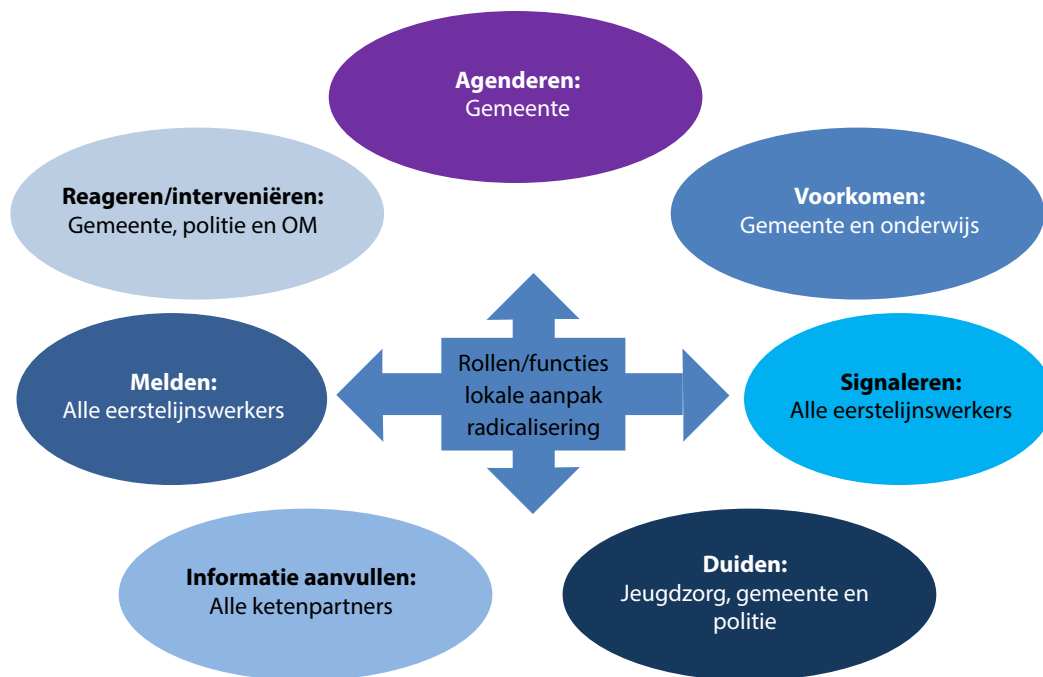 Agenderen:
Gemeente
Reageren/interveniëren:
Gemeente, politie en OM
Voorkomen:
Gemeente en onderwijs
Rollen/functies
lokale aanpak
radicalisering
Melden:
Alle eerstelijnswerkers
Signaleren:
Alle eerstelijnswerkers
Informatie aanvullen:
Alle ketenpartners
Duiden:
Jeugdzorg, gemeente en
politie